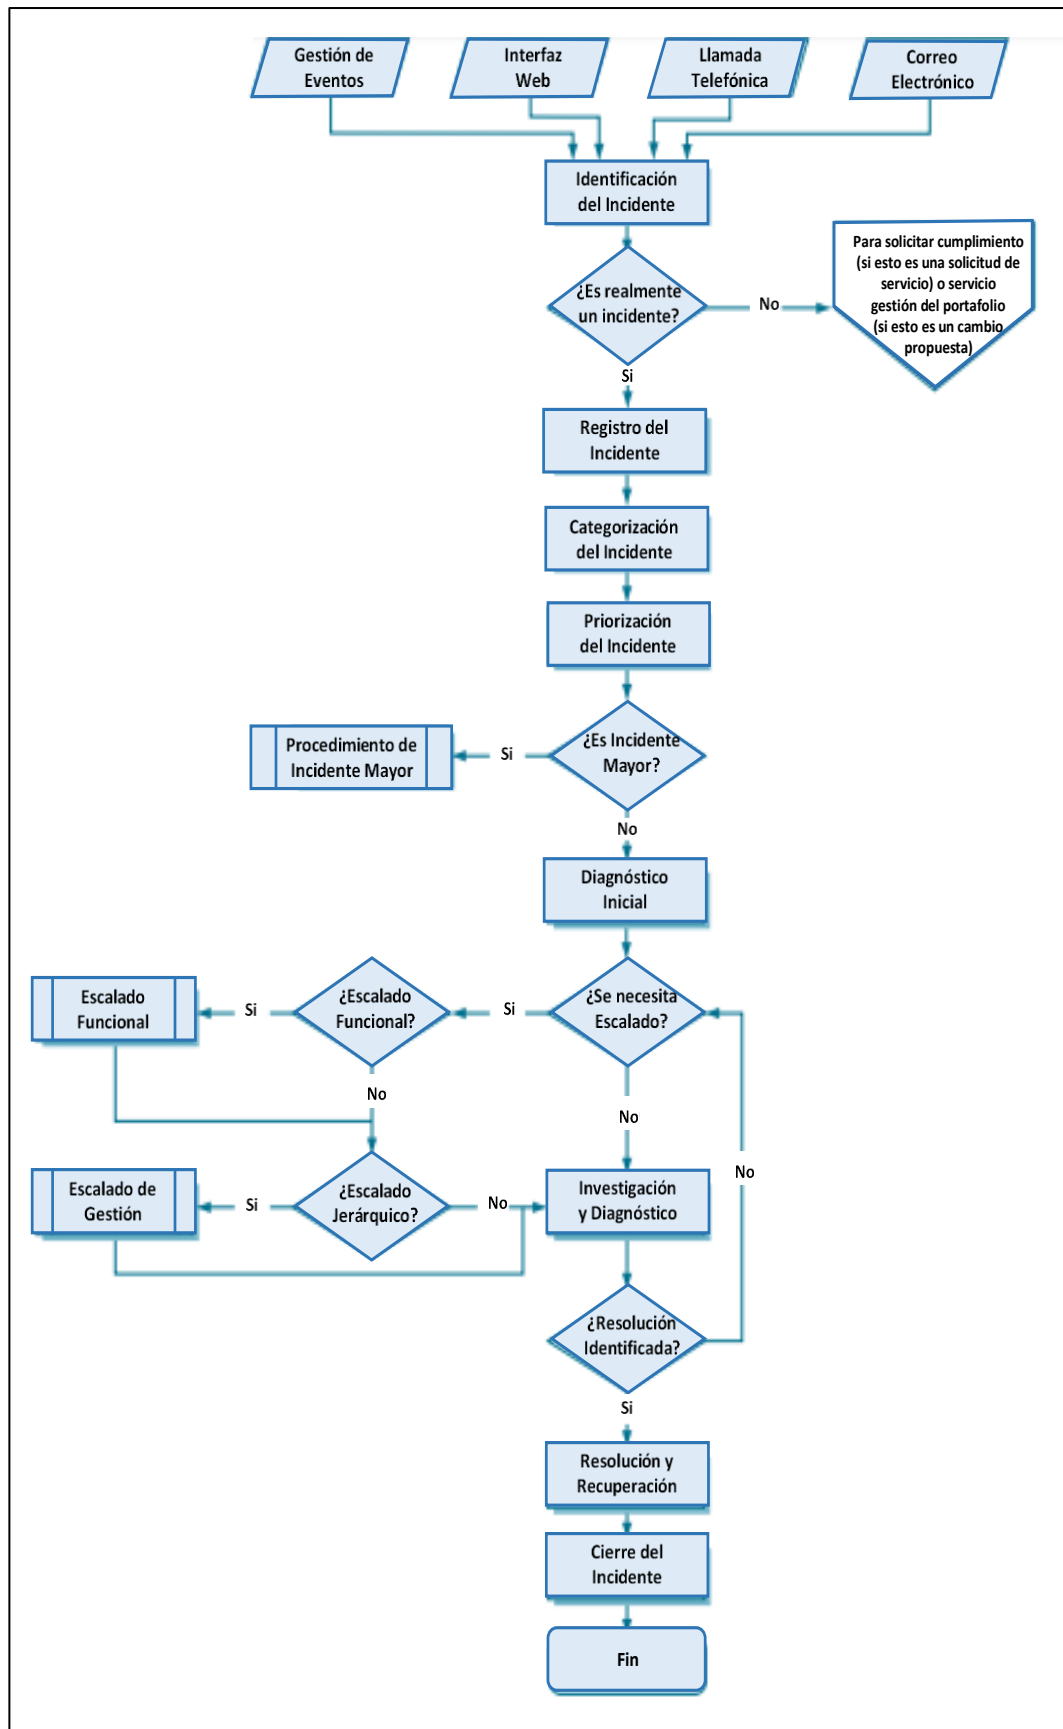 Gestión de
Eventos
Interfaz
Web
Llamada
Telefónica
Correo
Electrónico
Identificación
del Incidente
Para solicitar cumplimiento
(si esto es una solicitud de
servicio) o servicio
gestión del portafolio
(si esto es un cambio
propuesta)
¿Es realmente
un incidente?
No
Si
Registro del
Incidente
Categorización
del Incidente
Priorización
del Incidente
Procedimiento de
Incidente Mayor
Si
¿Es Incidente
Mayor?
No
Diagnóstico
Inicial
Escalado
Funcional
Si
¿Escalado
Funcional?
Si
¿Se necesita
Escalado?
No
No
Escalado de
Gestión
Si
¿Escalado
Jerárquico?
No
Investigación
y Diagnóstico
No
¿Resolución
Identificada?
Si
Resolución y
Recuperación
Cierre del
Incidente
Fin